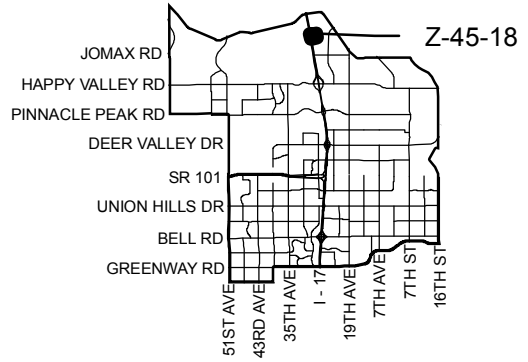 Z-45-18
JOMAX RD
HAPPY VALLEY RD
PINNACLE PEAK RD
DEER VALLEY DR
SR 101
UNION HILLS DR
BELL RD
GREENWAY RD
51ST AVE
43RD AVE
35TH AVE
I - 17
19TH AVE
7TH AVE
7TH ST
16TH ST